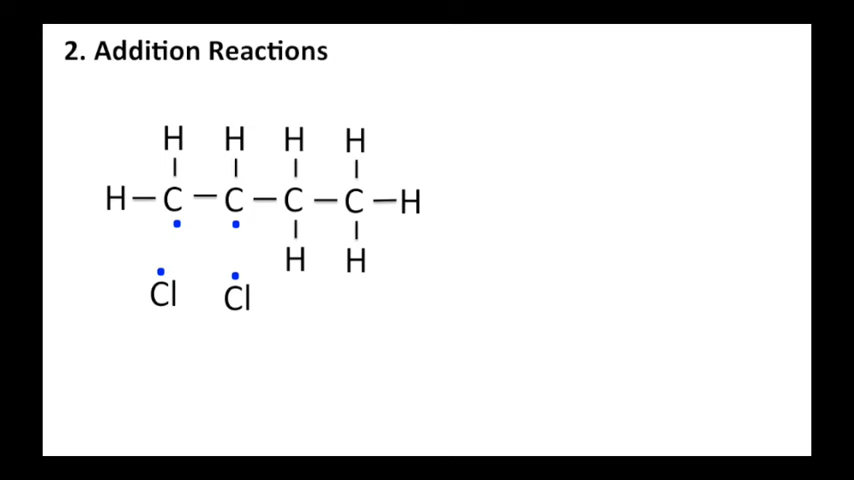 2. Addition Reactions
H H H H
H – C – C – C – C – H
H H
Cl Cl